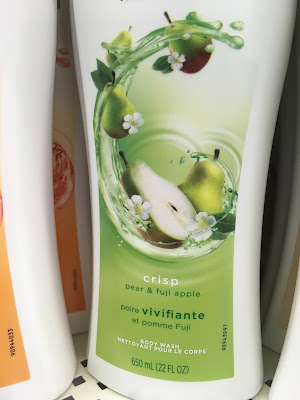 crisp
pear & fuji apple
poire vivifiante
et pomme Fuji
BODY WASH
NETTOYANT POUR LE CORPS
650 mL (22 FL OZ)
90944033